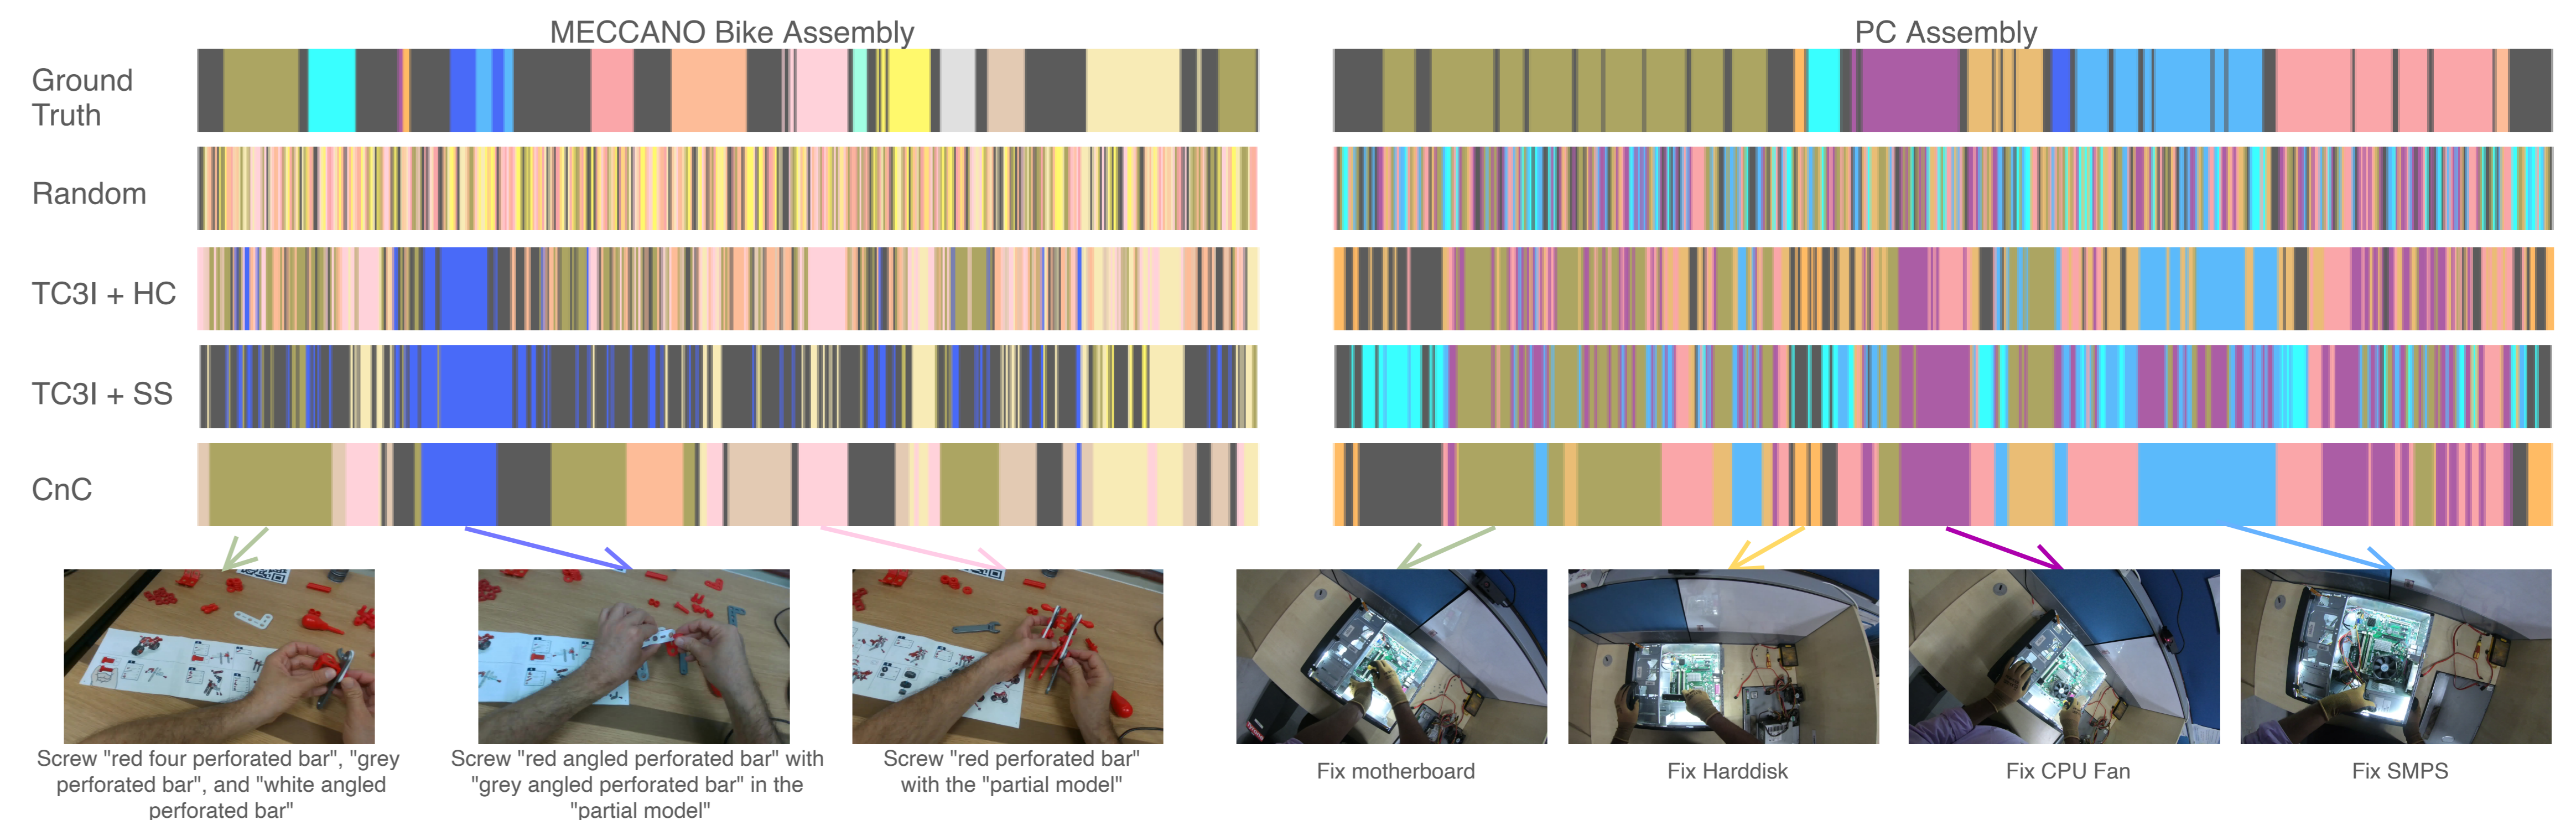 MECCANO Bike Assembly
PC Assembly
Ground
Truth
Random
TC3I + HC
TC3I + SS
CnC
Screw "red four perforated bar", "grey
perforated bar", and "white angled
perforated bar"
Screw "red angled perforated bar" with
"grey angled perforated bar" in the
"partial model"
Screw "red perforated bar"
with the "partial model"
Fix motherboard
Fix Harddisk
Fix CPU Fan
Fix SMPS